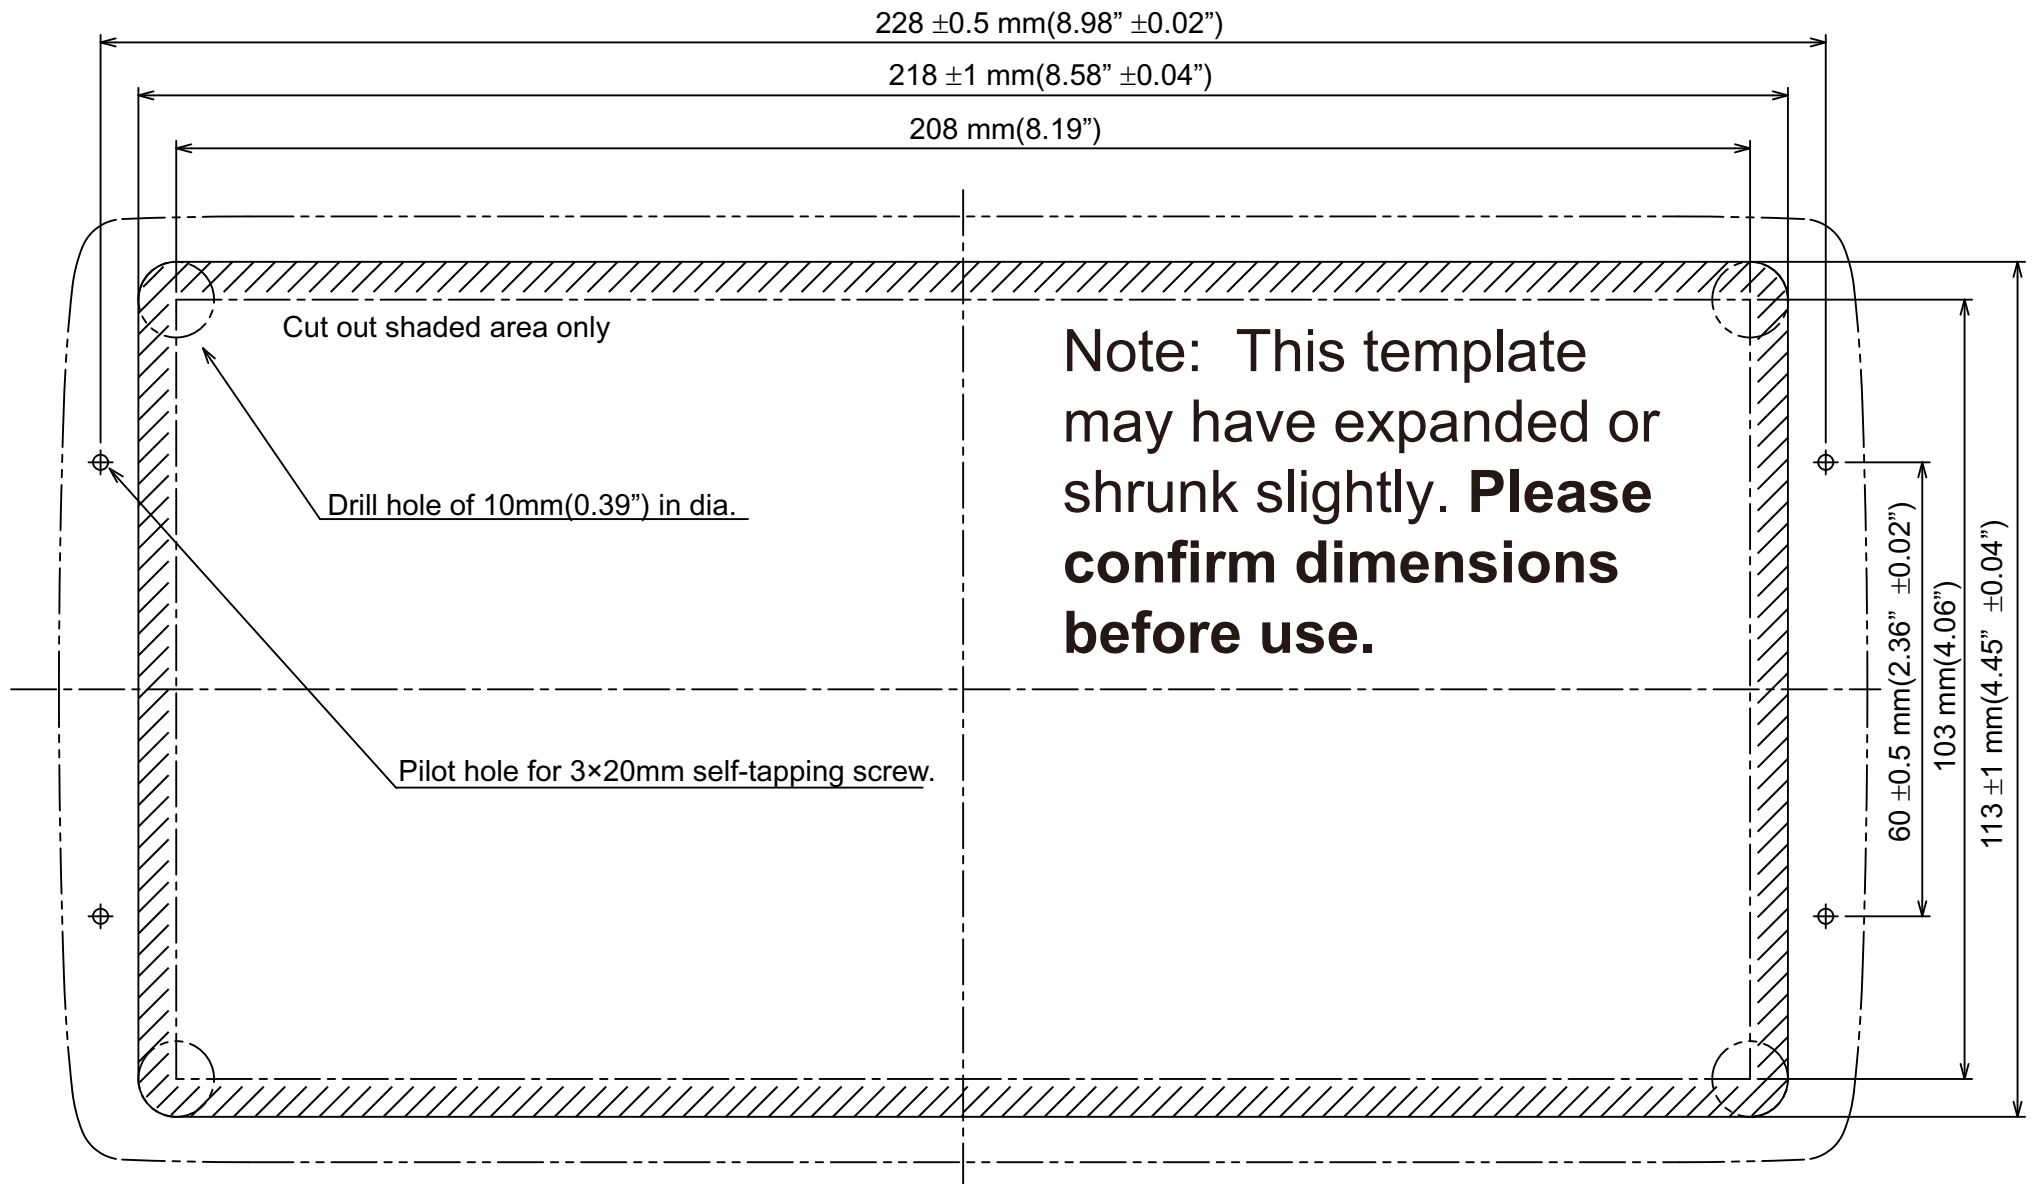 228 ±0.5 mm(8.98” ±0.02”)
218 ±1 mm(8.58” ±0.04”)
208 mm(8.19”)
Cut out shaded area only
Note: This template
may have expanded or
shrunk slightly. Please
confirm dimensions
before use.
Drill hole of 10mm(0.39”) in dia.
Pilot hole for 3×20mm self-tapping screw.
60 ±0.5 mm(2.36” ±0.02”)
103 mm(4.06”)
113 ±1 mm(4.45” ±0.04”)